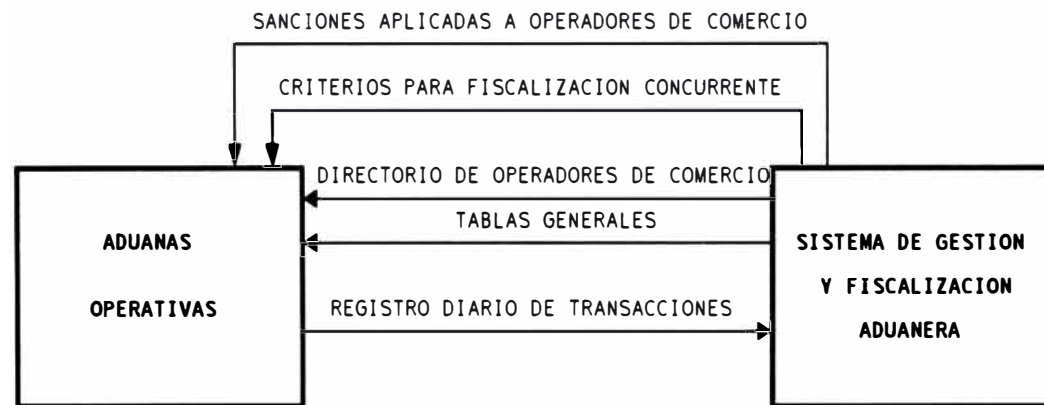 SANCIONES APLICADAS A OPERADORES DE COMERCIO
CRITERIOS PARA FISCALIZACION CONCURRENTE
DIRECTORIO DE OPERADORES DE COMERCIO
TABLAS GENERALES
ADUANAS
OPERATIVAS
SISTEMA DE GESTION
Y FISCALIZACION
ADUANERA
REGISTRO DIARIO DE TRANSACCIONES